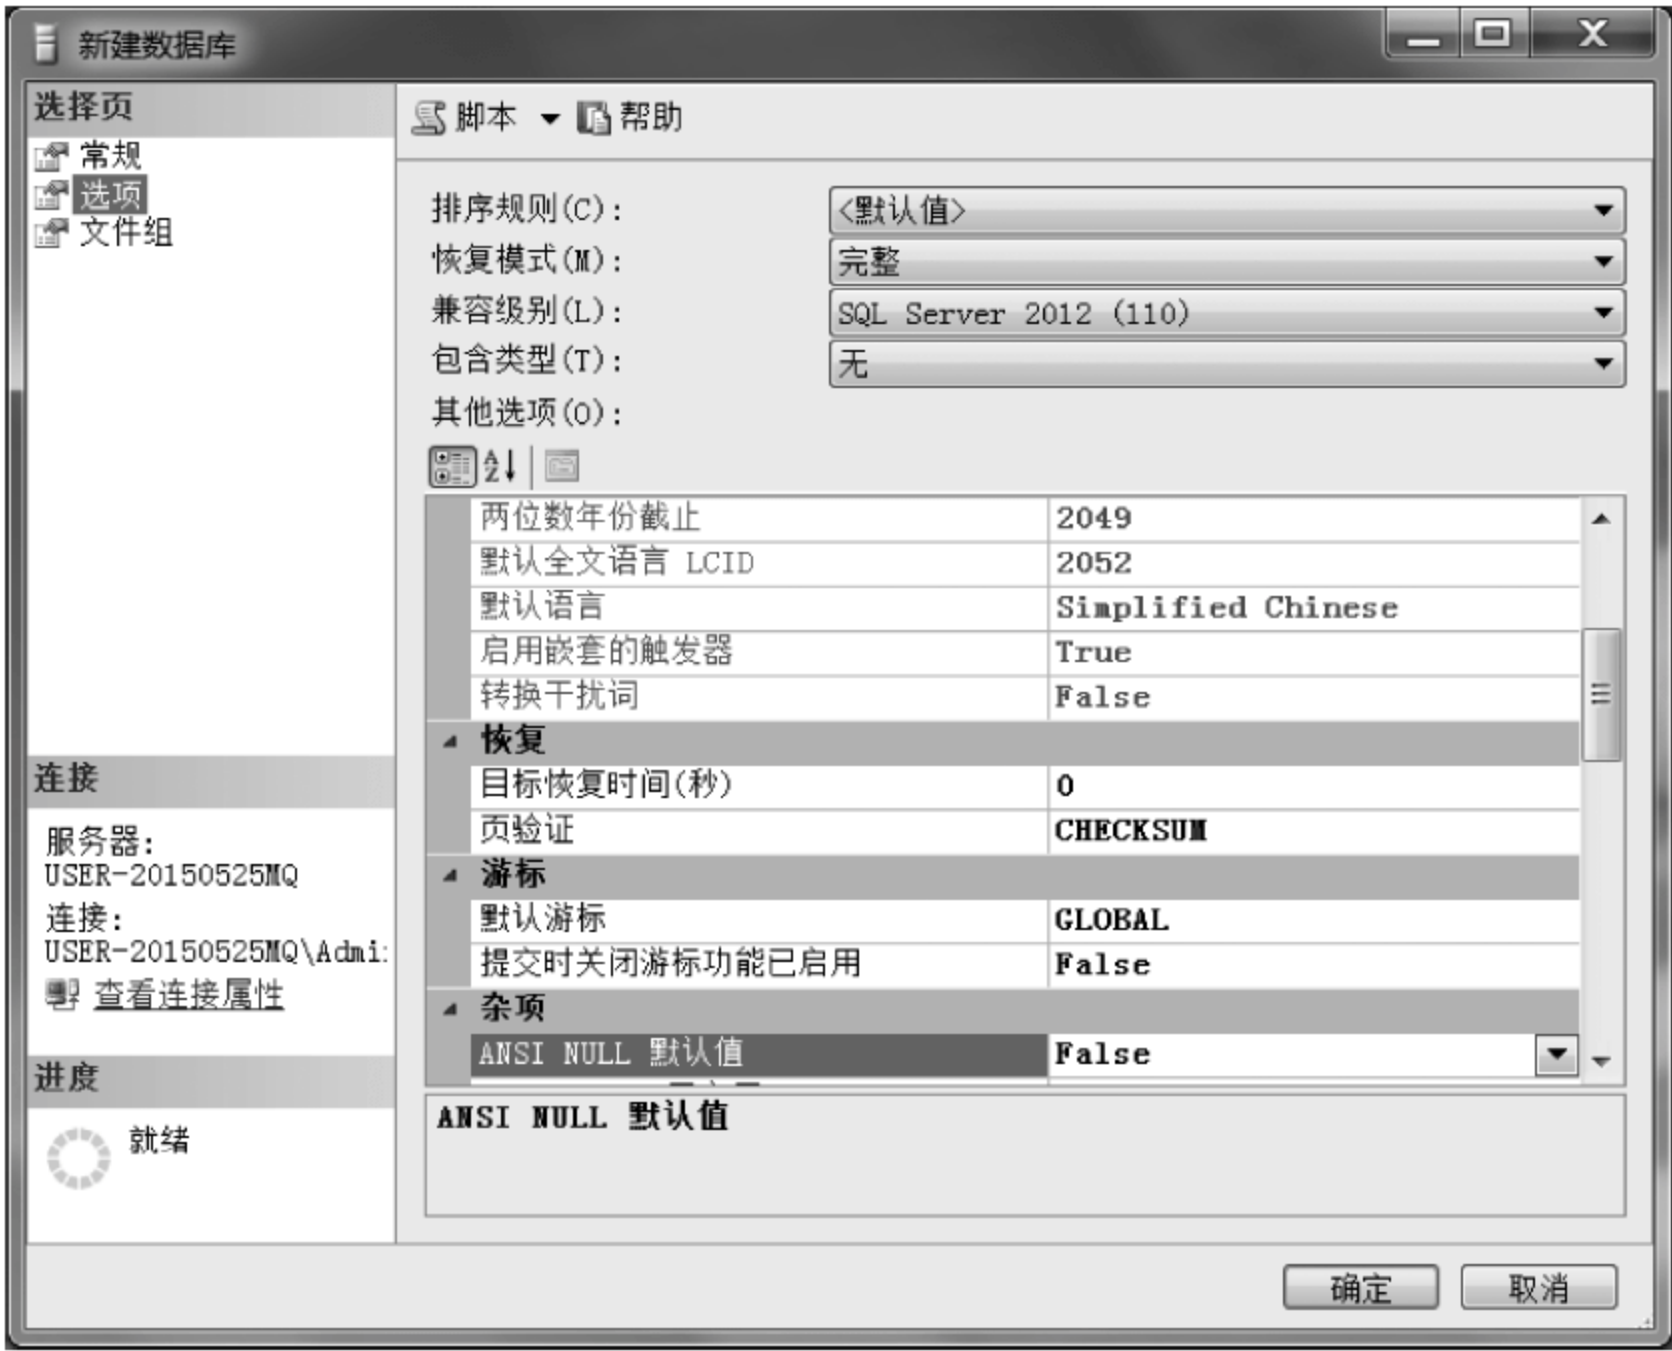 新建数据库
选择页
常规
选项
文件组
脚本 帮助
排序规则(C): <默认值>
恢复模式(M): 完整
兼容级别(L): SQL Server 2012 (110)
包含类型(T): 无
其他选项(O):
两位数年份截止 2049
默认全文语言 LCID 2052
默认语言 Simplified Chinese
启用嵌套的触发器 True
转换干扰词 False
恢复
目标恢复时间(秒) 0
页验证 CHECKSUM
游标
默认游标 GLOBAL
提交时关闭游标功能已启用 False
杂项
ANSI NULL 默认值 False
ANSI NULL 默认值
连接
服务器:
USER-20150525MQ
连接:
USER-20150525MQ\Admi
查看连接属性
进度
就绪
确定 取消